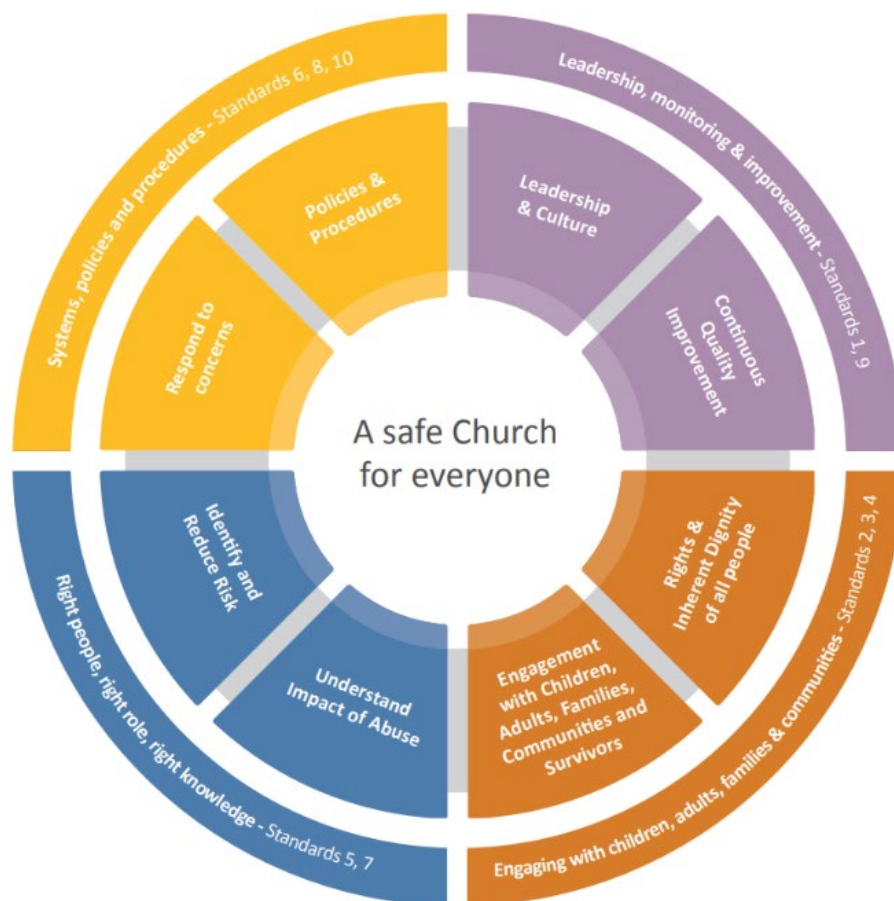 Systems, policies and procedures - Standards 6, 8, 10
Leadership, monitoring & improvement - Standards 1, 9
Policies &
Procedures
Leadership
& Culture
Respond to
concerns
Continuous
Quality
Improvement
A safe Church
for everyone
Identify and
Reduce Risk
Rights &
Inherent Dignity
of all people
Understand
Impact of Abuse
Engagement
with Children,
Adults, Families,
Communities and
Survivors
Right people, right role, right knowledge - Standards 5, 7
Engaging with children, adults, families & communities - Standards 2, 3, 4